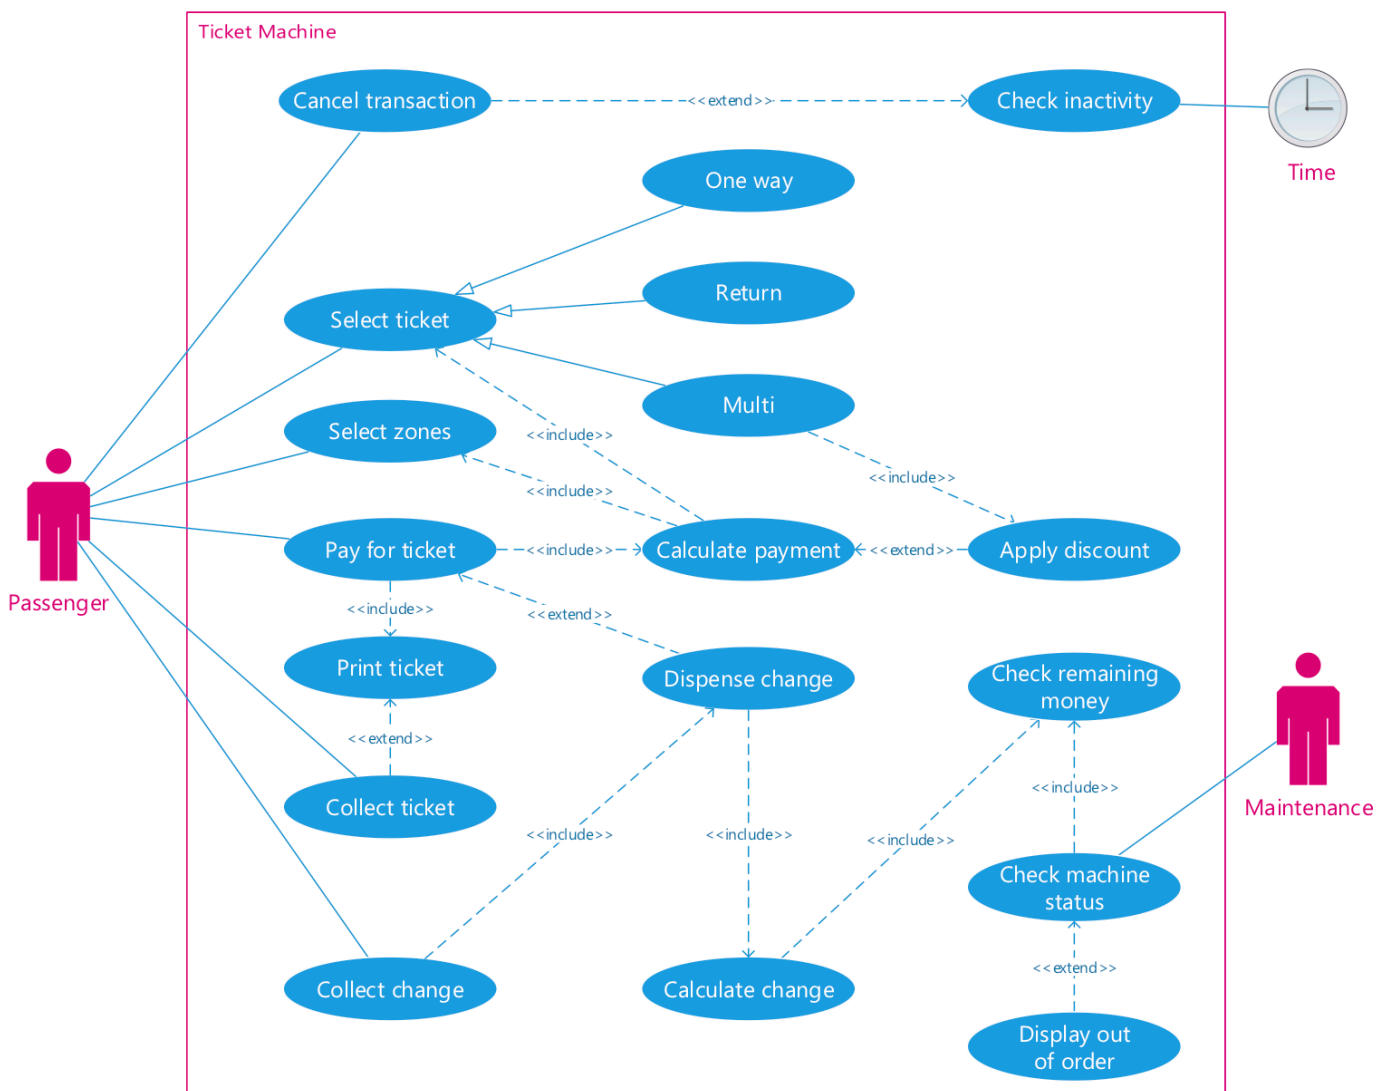 Ticket Machine
Cancel transaction
<<extend>>
Check inactivity
Time
One way
Return
Select ticket
Multi
Select zones
<<include>>
<<include>>
<<include>>
Pay for ticket
<<include>>
Calculate payment
<<extend>>
Apply discount
Passenger
<<include>>
<<extend>>
Print ticket
Dispense change
Check remaining
money
<<extend>>
Collect ticket
<<include>>
<<include>>
<<include>>
<<include>>
Maintenance
Check machine
status
<<extend>>
Collect change
Calculate change
Display out
of order